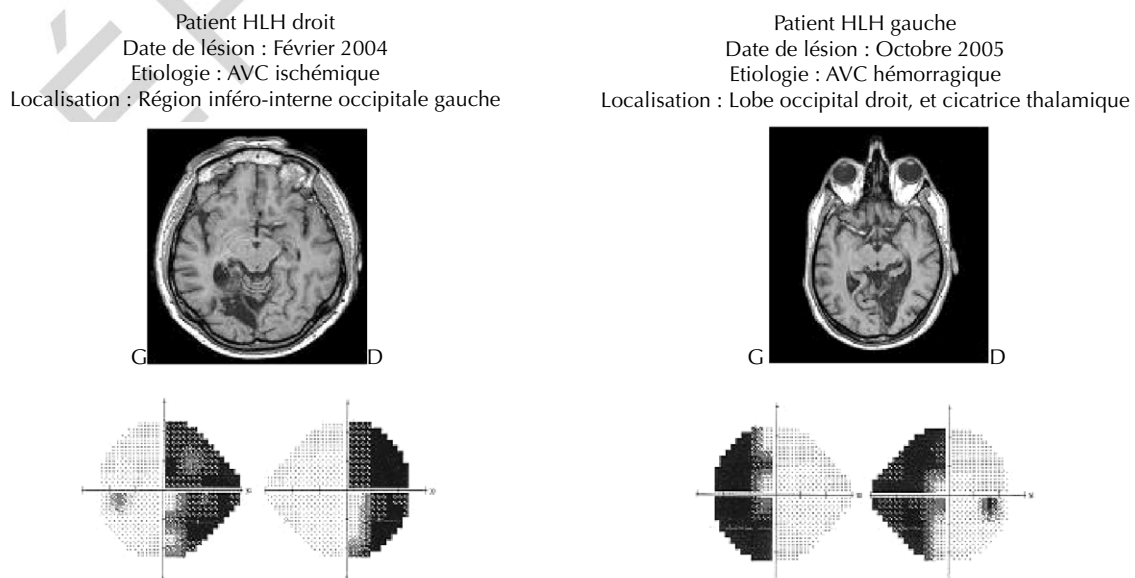 Patient HLH droit
Date de lésion : Février 2004
Etiologie : AVC ischémique
Localisation : Région inféro-interne occipitale gauche
G
D
Patient HLH gauche
Date de lésion : Octobre 2005
Etiologie : AVC hémorragique
Localisation : Lobe occipital droit, et cicatrice thalamique
G
D